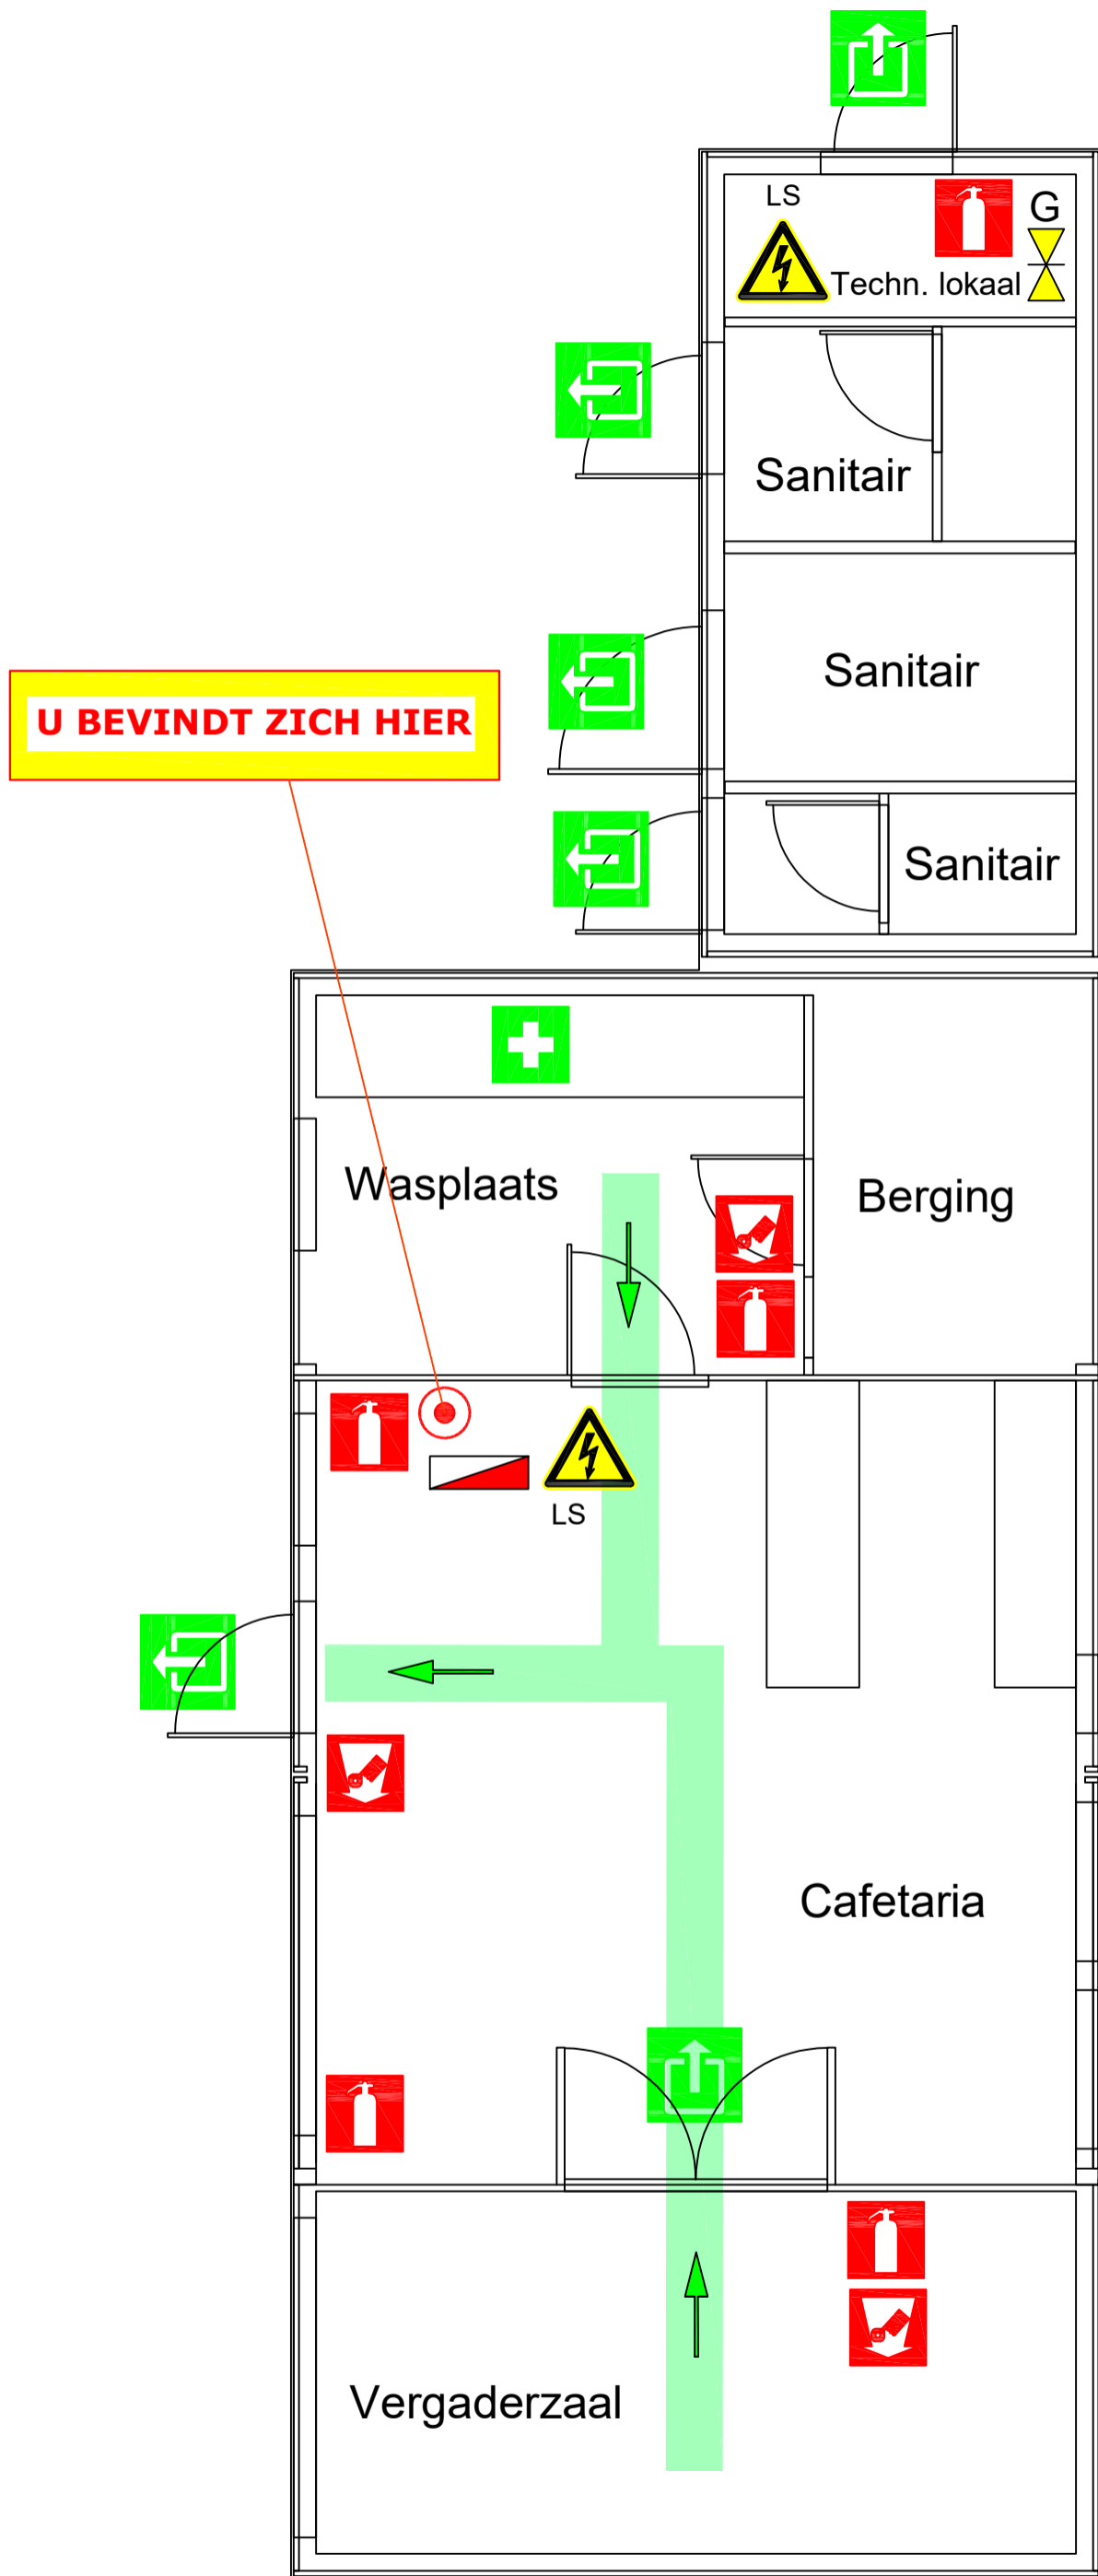 LS
G
Techn. lokaal
Sanitair
Sanitair
U BEVINDT ZICH HIER
Sanitair
Wasplaats
Berging
LS
Cafetaria
Vergaderzaal